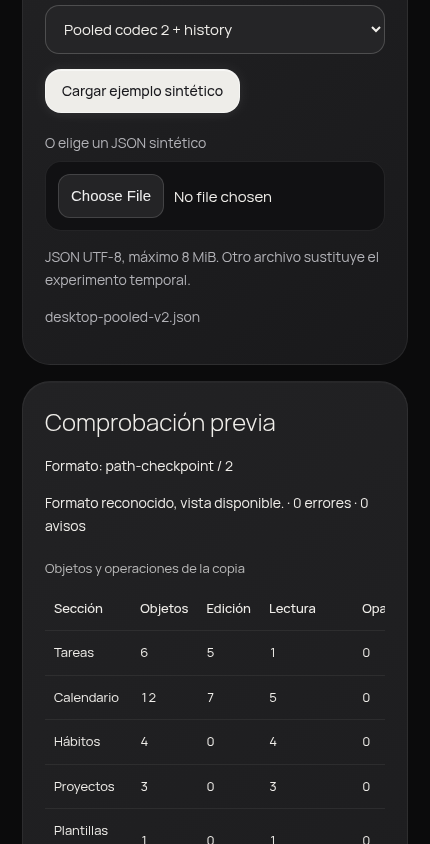 Pooled codec 2 + history
Cargar ejemplo sintético
O elige un JSON sintético
Choose File No file chosen
JSON UTF-8, máximo 8 MiB. Otro archivo sustituye el
experimento temporal.
desktop-pooled-v2.json
Comprobación previa
Formato: path-checkpoint / 2
Formato reconocido, vista disponible. · 0 errores · 0
avisos
Objetos y operaciones de la copia
Sección Objetos Edición Lectura Opa
Tareas 6 5 1 0
Calendario 12 7 5 0
Hábitos 4 0 4 0
Proyectos 3 0 3 0
Plantillas
1 0 1 0